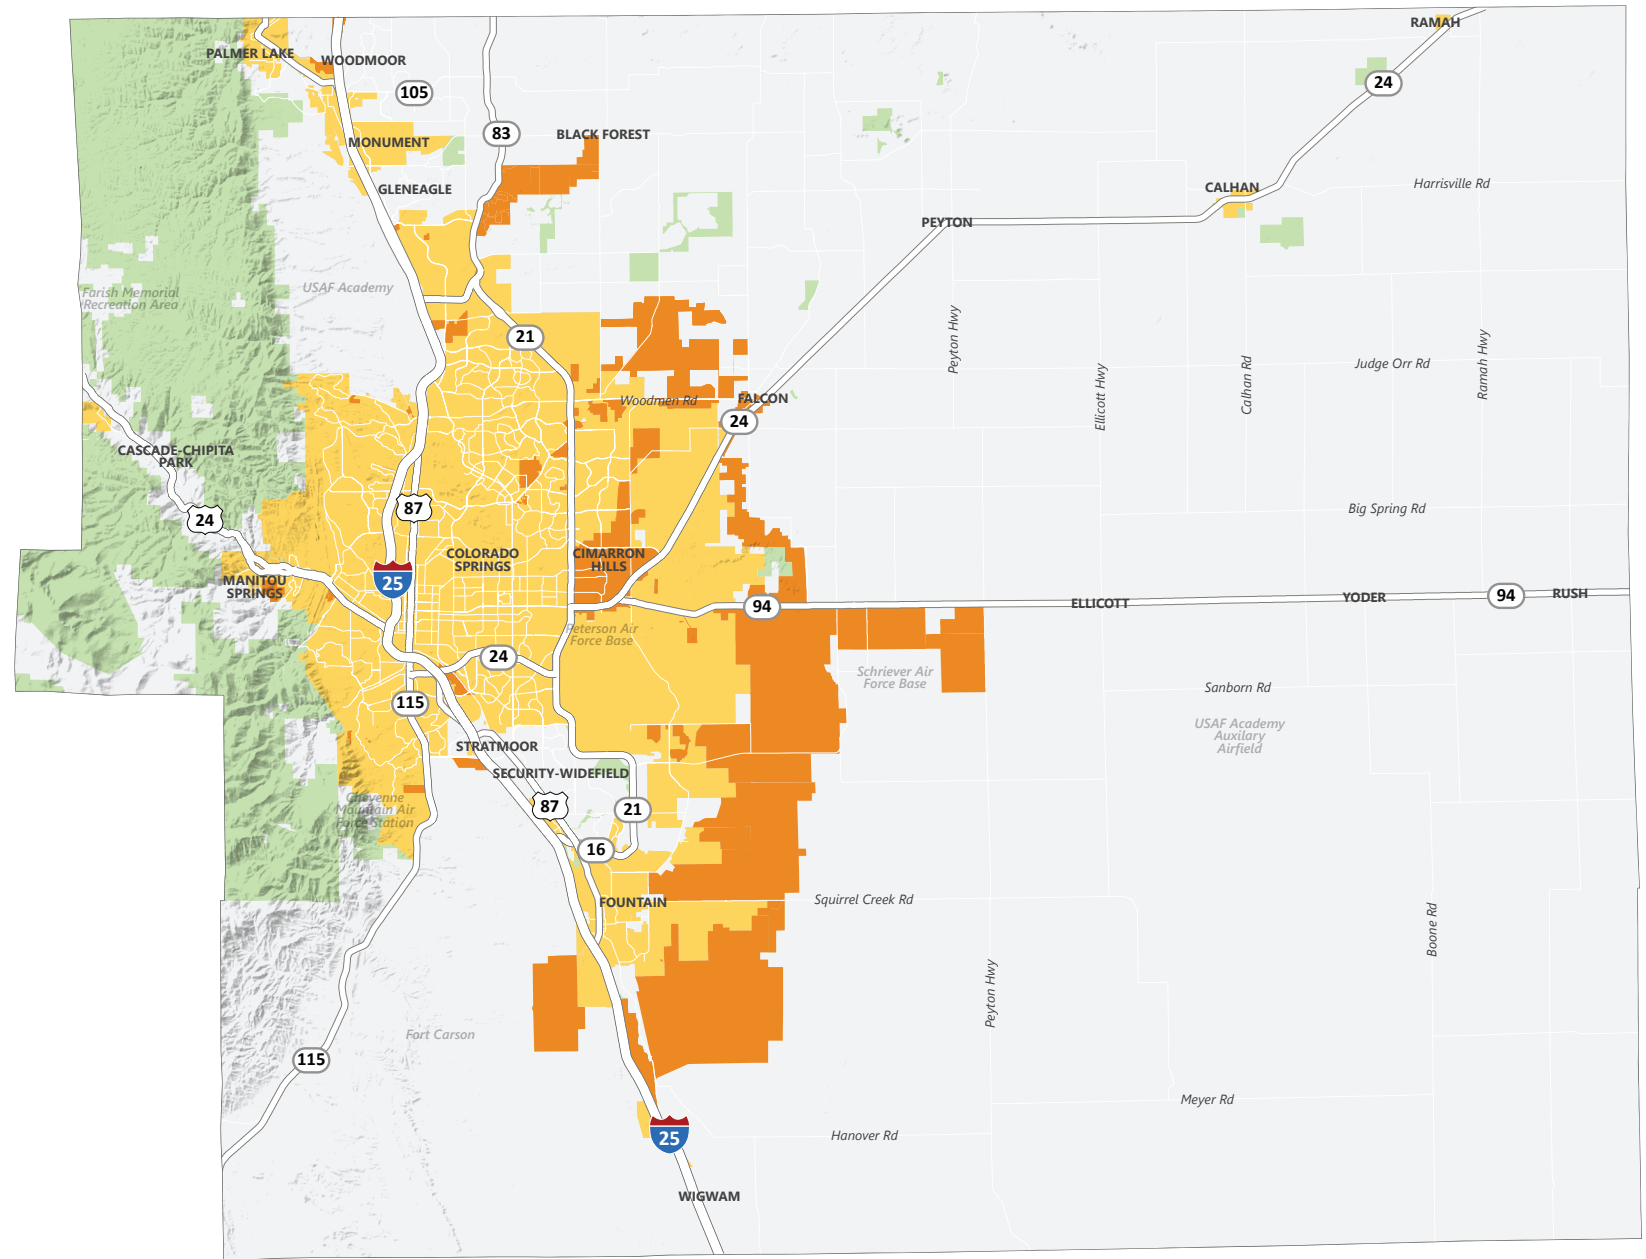 RAMAH
PALMER LAKE
WOODMOOR
24
105
83
BLACK FOREST
MONUMENT
GLENEAGLE
CALHAN
Harrisville Rd
PEYTON
Farish Memorial
Recreation Area
USAF Academy
21
Peyton Hwy
Ellicott Hwy
Calhan Rd
Judge Orr Rd
Ramah Hwy
Woodmen Rd
FALCON
24
CASCADE-CHIPITA
PARK
24
87
Big Spring Rd
COLORADO
SPRINGS
CIMARRON
HILLS
25
MANITOU
SPRINGS
94
ELLICOTT
YODER
94
RUSH
Peterson Air
Force Base
24
Schriever Air
Force Base
Sanborn Rd
115
USAF Academy
Auxilary
Airfield
STRATMOOR
SECURITY-WIDEFIELD
Cheyenne
Mountain Air
Force Station
87
21
16
FOUNTAIN
Squirrel Creek Rd
Boone Rd
Peyton Hwy
Fort Carson
115
Meyer Rd
25
Hanover Rd
WIGWAM